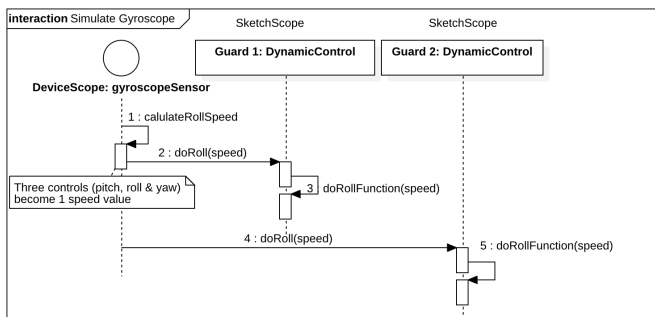 interaction Simulate Gyroscope
SketchScope
SketchScope
Guard 1: DynamicControl
Guard 2: DynamicControl
DeviceScope: gyroscopeSensor
1 : calulateRollSpeed
2 : doRoll(speed)
3 : doRollFunction(speed)
Three controls (pitch, roll & yaw)
become 1 speed value
4 : doRoll(speed)
5 : doRollFunction(speed)